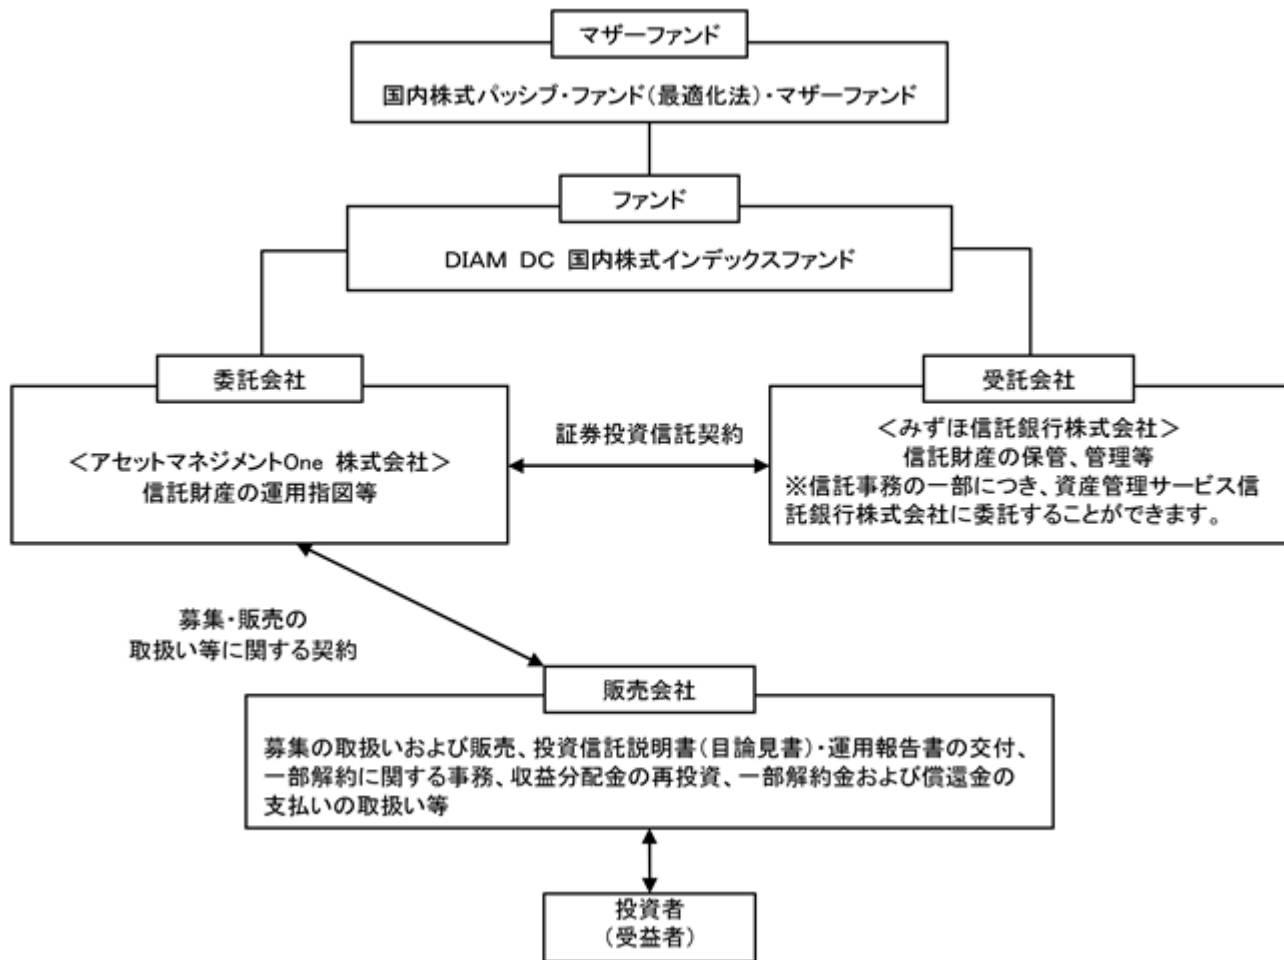 マザーファンド
国内株式パッシブ・ファンド（最適化法）・マザーファンド
ファンド
DIAM DC 国内株式インデックスファンド
委託会社
＜アセットマネジメントOne 株式会社＞
信託財産の運用指図等
証券投資信託契約
受託会社
＜みずほ信託銀行株式会社＞
信託財産の保管、管理等
※信託事務の一部につき、資産管理サービス信
託銀行株式会社に委託することができます。
募集・販売の
取扱い等に関する契約
販売会社
募集の取扱いおよび販売、投資信託説明書（目論見書）・運用報告書の交付、
一部解約に関する事務、収益分配金の再投資、一部解約金および償還金の
支払いの取扱い等
投資者
（受益者）